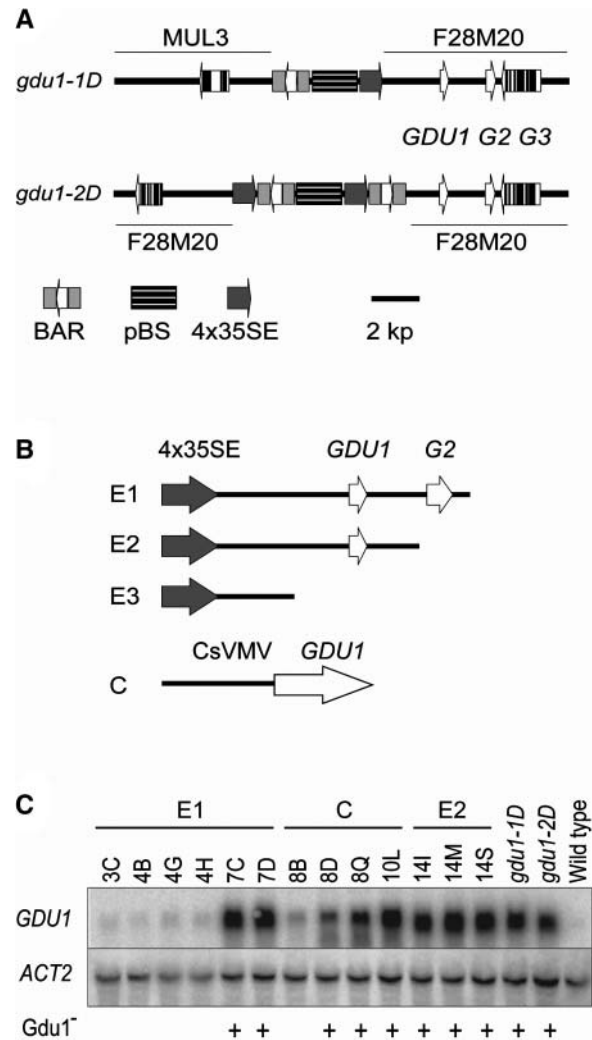 A
MUL3 F28M20
gdu1-1D
GDU1 G2 G3
gdu1-2D
F28M20 F28M20
BAR pBS 4x35SE 2 kp
B
4x35SE GDU1 G2
E1
E2
E3
CsVMV GDU1
C
C
E1 C E2
3C 4B 4G 4H 7C 7D 8B 8D 8Q 10L 14I 14M 14S gdu1-1D gdu1-2D Wild type
GDU1
ACT2
Gdu1- + + + + + + + + + +